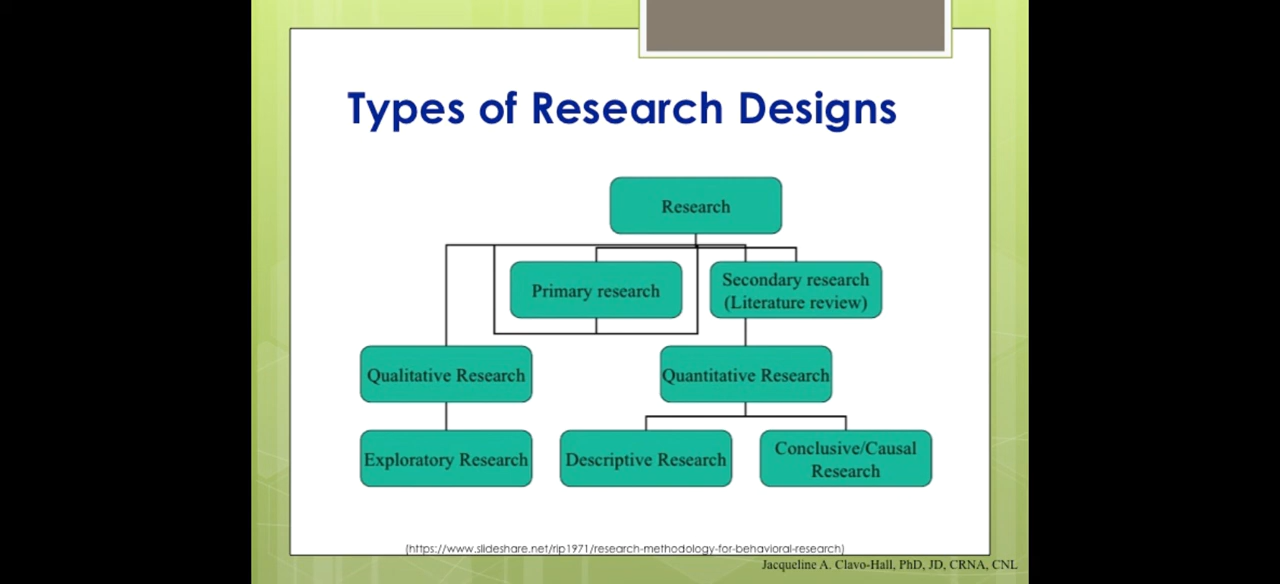 Types of Research Designs
Research
Primary research
Secondary research
(Literature review)
Qualitative Research
Quantitative Research
Exploratory Research
Descriptive Research
Conclusive/Causal
Research
(https://www.slideshare.net/rip1971/research-methodology-for-behavioral-research)
Jacqueline A. Clavo-Hall, PhD, JD, CRNA, CNL